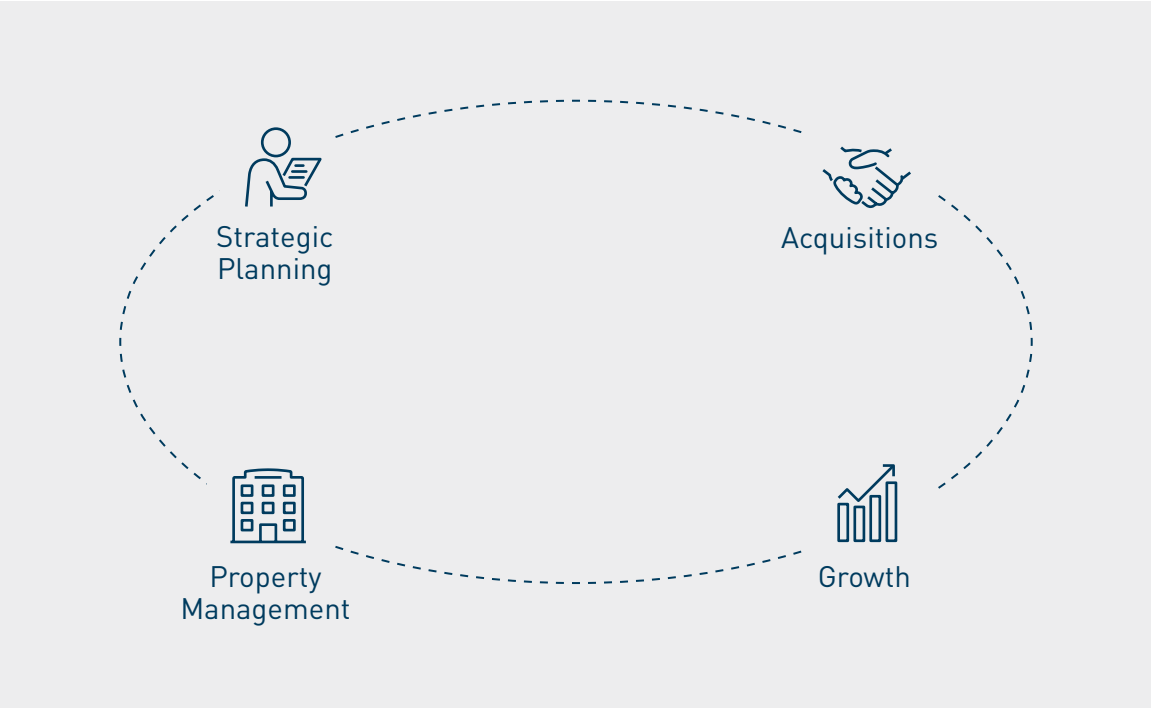 Strategic
Planning
Acquisitions
Property
Management
Growth